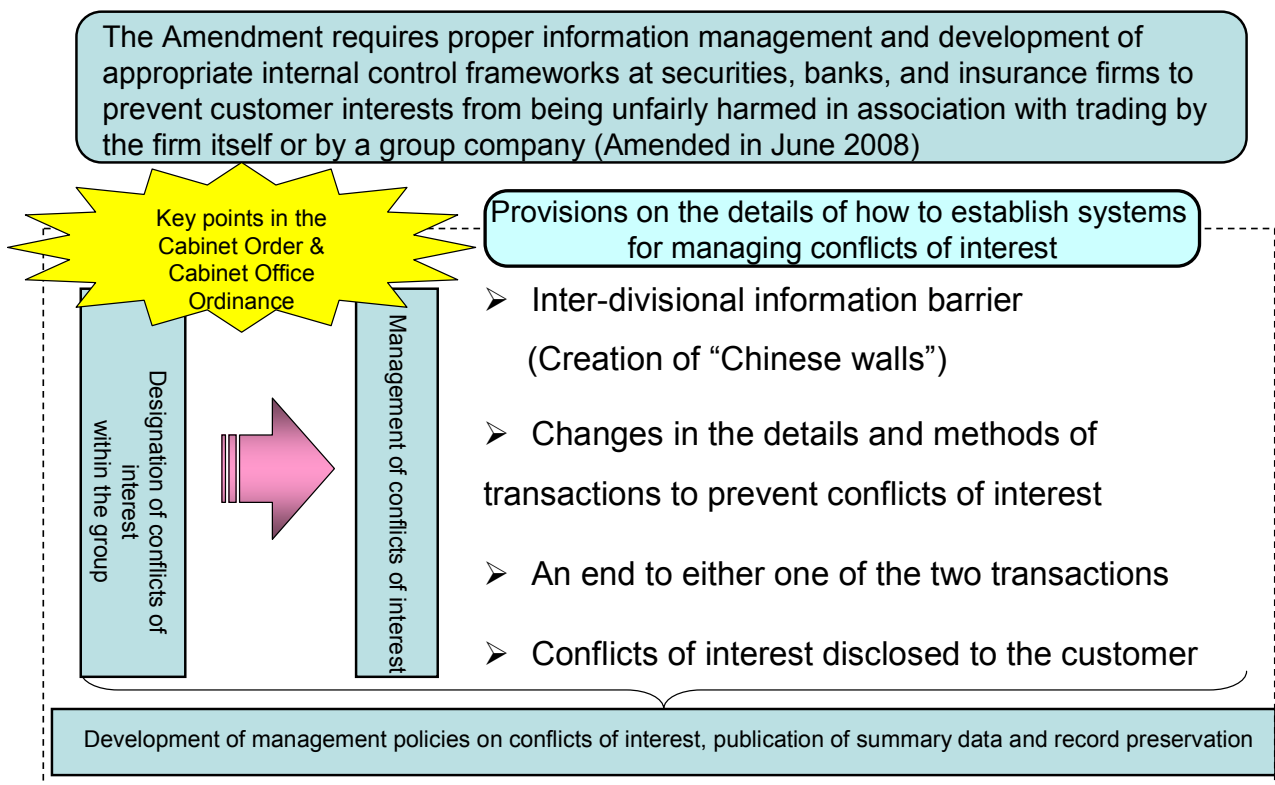 The Amendment requires proper information management and development of
appropriate internal control frameworks at securities, banks, and insurance firms to
prevent customer interests from being unfairly harmed in association with trading by
the firm itself or by a group company (Amended in June 2008)
Key points in the
Cabinet Order &
Cabinet Office
Ordinance
Provisions on the details of how to establish systems
for managing conflicts of interest
Designation of conflicts of
interest
within the group
Management of conflicts of interest
➢ Inter-divisional information barrier
(Creation of “Chinese walls”)
➢ Changes in the details and methods of
transactions to prevent conflicts of interest
➢ An end to either one of the two transactions
➢ Conflicts of interest disclosed to the customer
Development of management policies on conflicts of interest, publication of summary data and record preservation